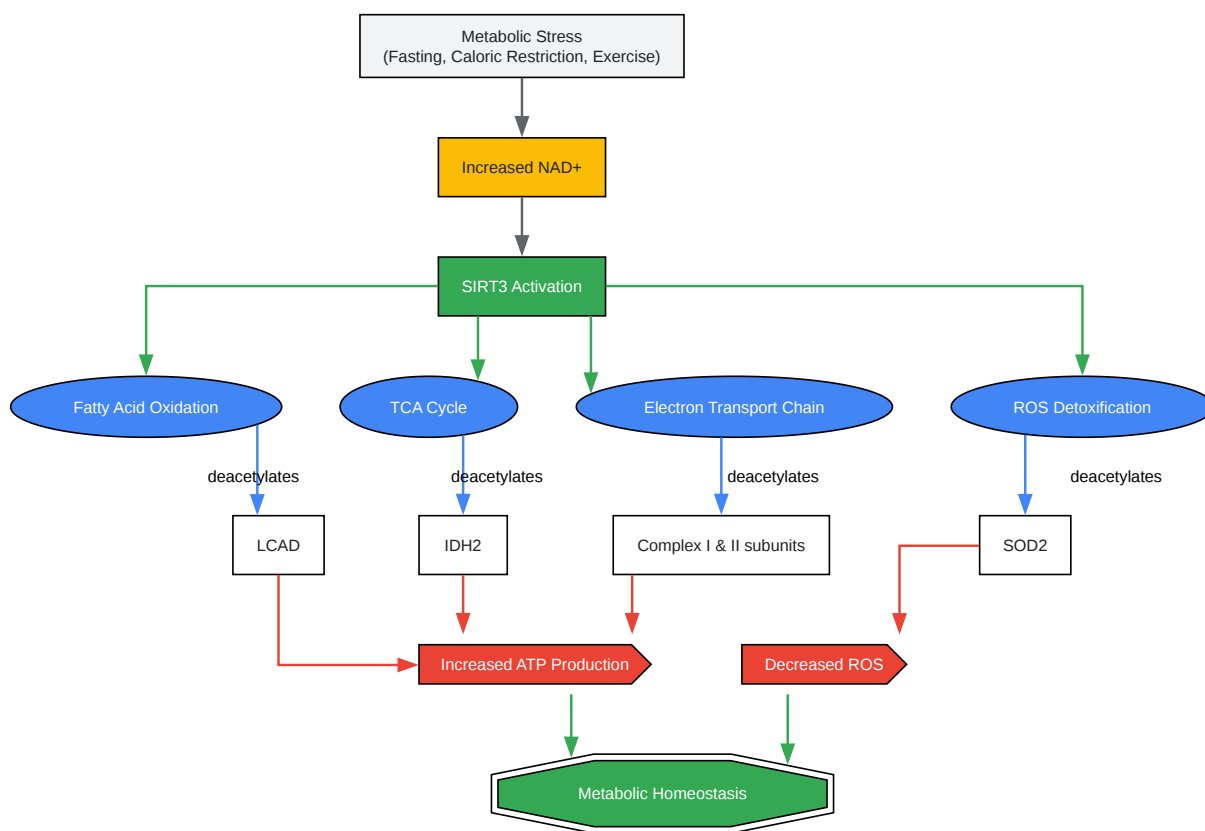 Metabolic Stress
(Fasting, Caloric Restriction, Exercise)
Increased NAD+
SIRT3 Activation
Fatty Acid Oxidation
TCA Cycle
Electron Transport Chain
ROS Detoxification
deacetylates
deacetylates
deacetylates
deacetylates
LCAD
IDH2
Complex I & II subunits
SOD2
Increased ATP Production
Decreased ROS
Metabolic Homeostasis